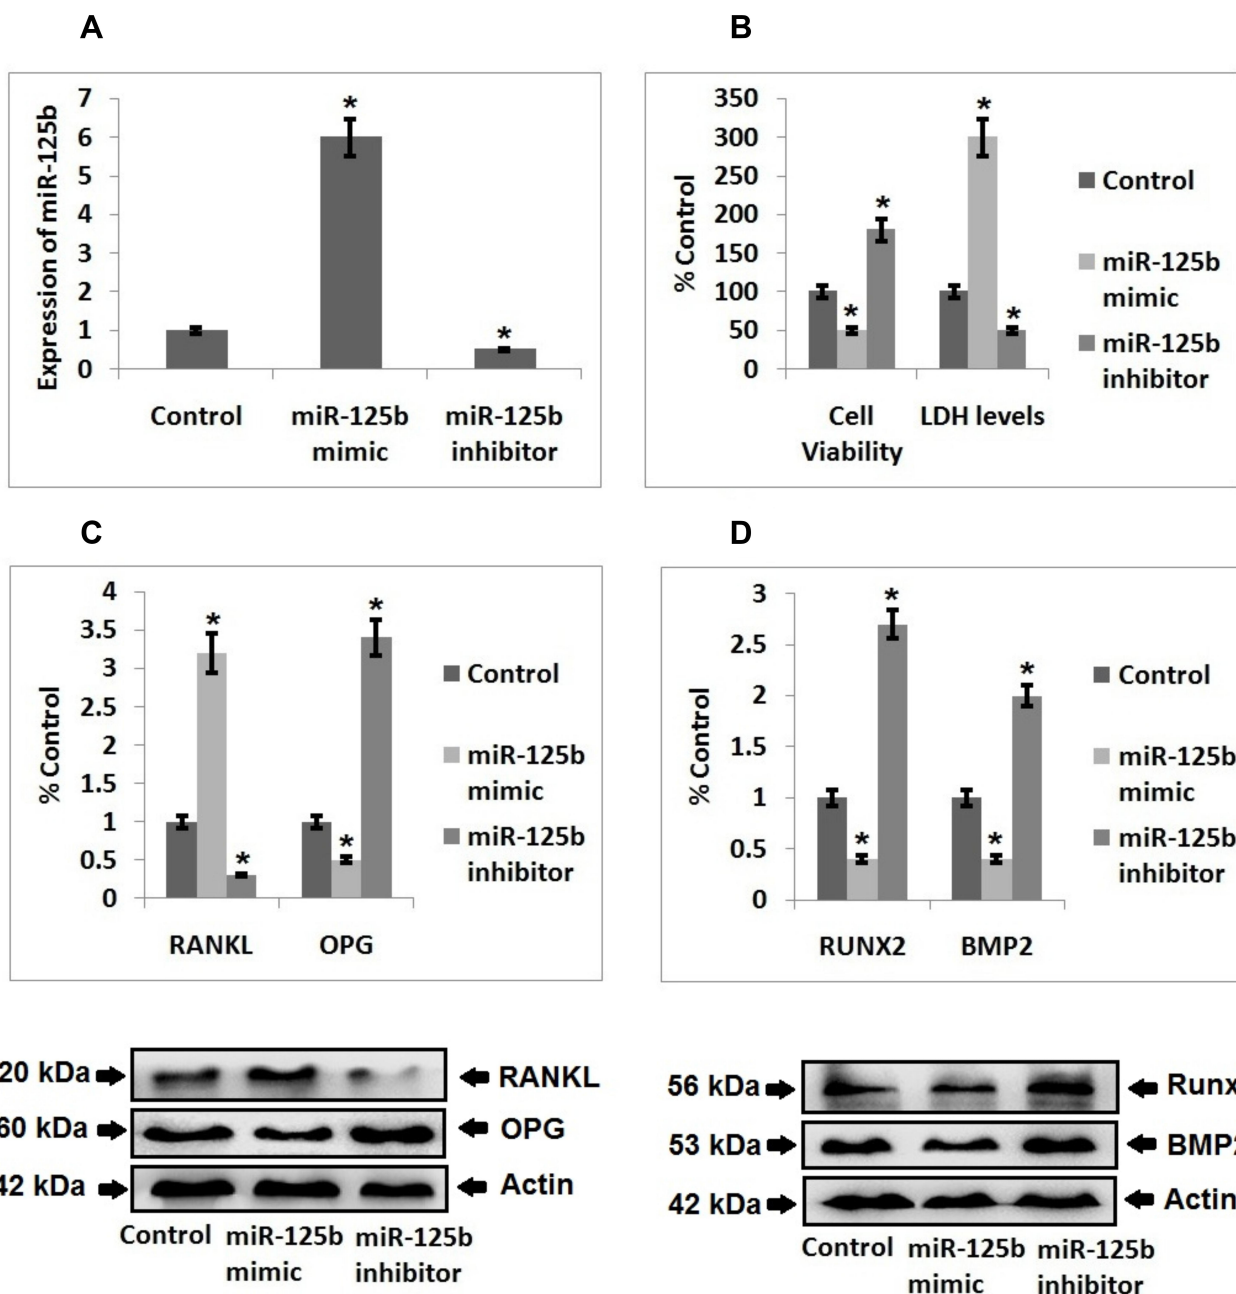 A
7
6
5
4
3
2
1
0
Expression of miR-125b
*
*
Control
miR-125b
mimic
miR-125b
inhibitor
B
350
300
250
200
150
100
50
0
% Control
*
*
*
*
Cell
Viability
LDH levels
Control
miR-125b
mimic
miR-125b
inhibitor
C
4
3.5
3
2.5
2
1.5
1
0.5
0
% Control
*
*
*
*
RANKL
OPG
Control
miR-125b
mimic
miR-125b
inhibitor
D
3
2.5
2
1.5
1
0.5
0
% Control
*
*
*
*
RUNX2
BMP2
Control
miR-125b
mimic
miR-125b
inhibitor
20 kDa RANKL
60 kDa OPG
42 kDa Actin
Control miR-125b miR-125b
mimic inhibitor
56 kDa Runx
53 kDa BMP2
42 kDa Actin
Control miR-125b miR-125b
mimic inhibitor